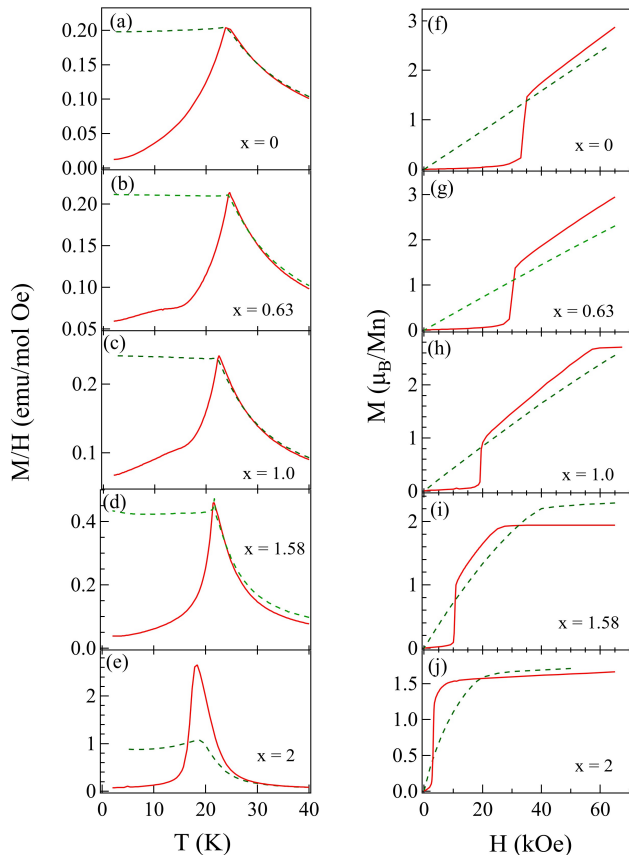 (a)
0.20
0.15
0.10
0.05
0.00
x = 0
(b)
0.20
0.15
0.10
0.05
x = 0.63
(c)
0.2
0.1
x = 1.0
(d)
0.4
0.2
0.0
x = 1.58
(e)
2
1
0
x = 2
0
10
20
30
40
T (K)
M/H (emu/mol Oe)
(f)
3
2
1
0
x = 0
(g)
3
2
1
0
x = 0.63
(h)
2
1
0
x = 1.0
(i)
2
1
0
x = 1.58
(j)
1.5
1.0
0.5
0.0
x = 2
0
20
40
60
H (kOe)
M (μB/Mn)